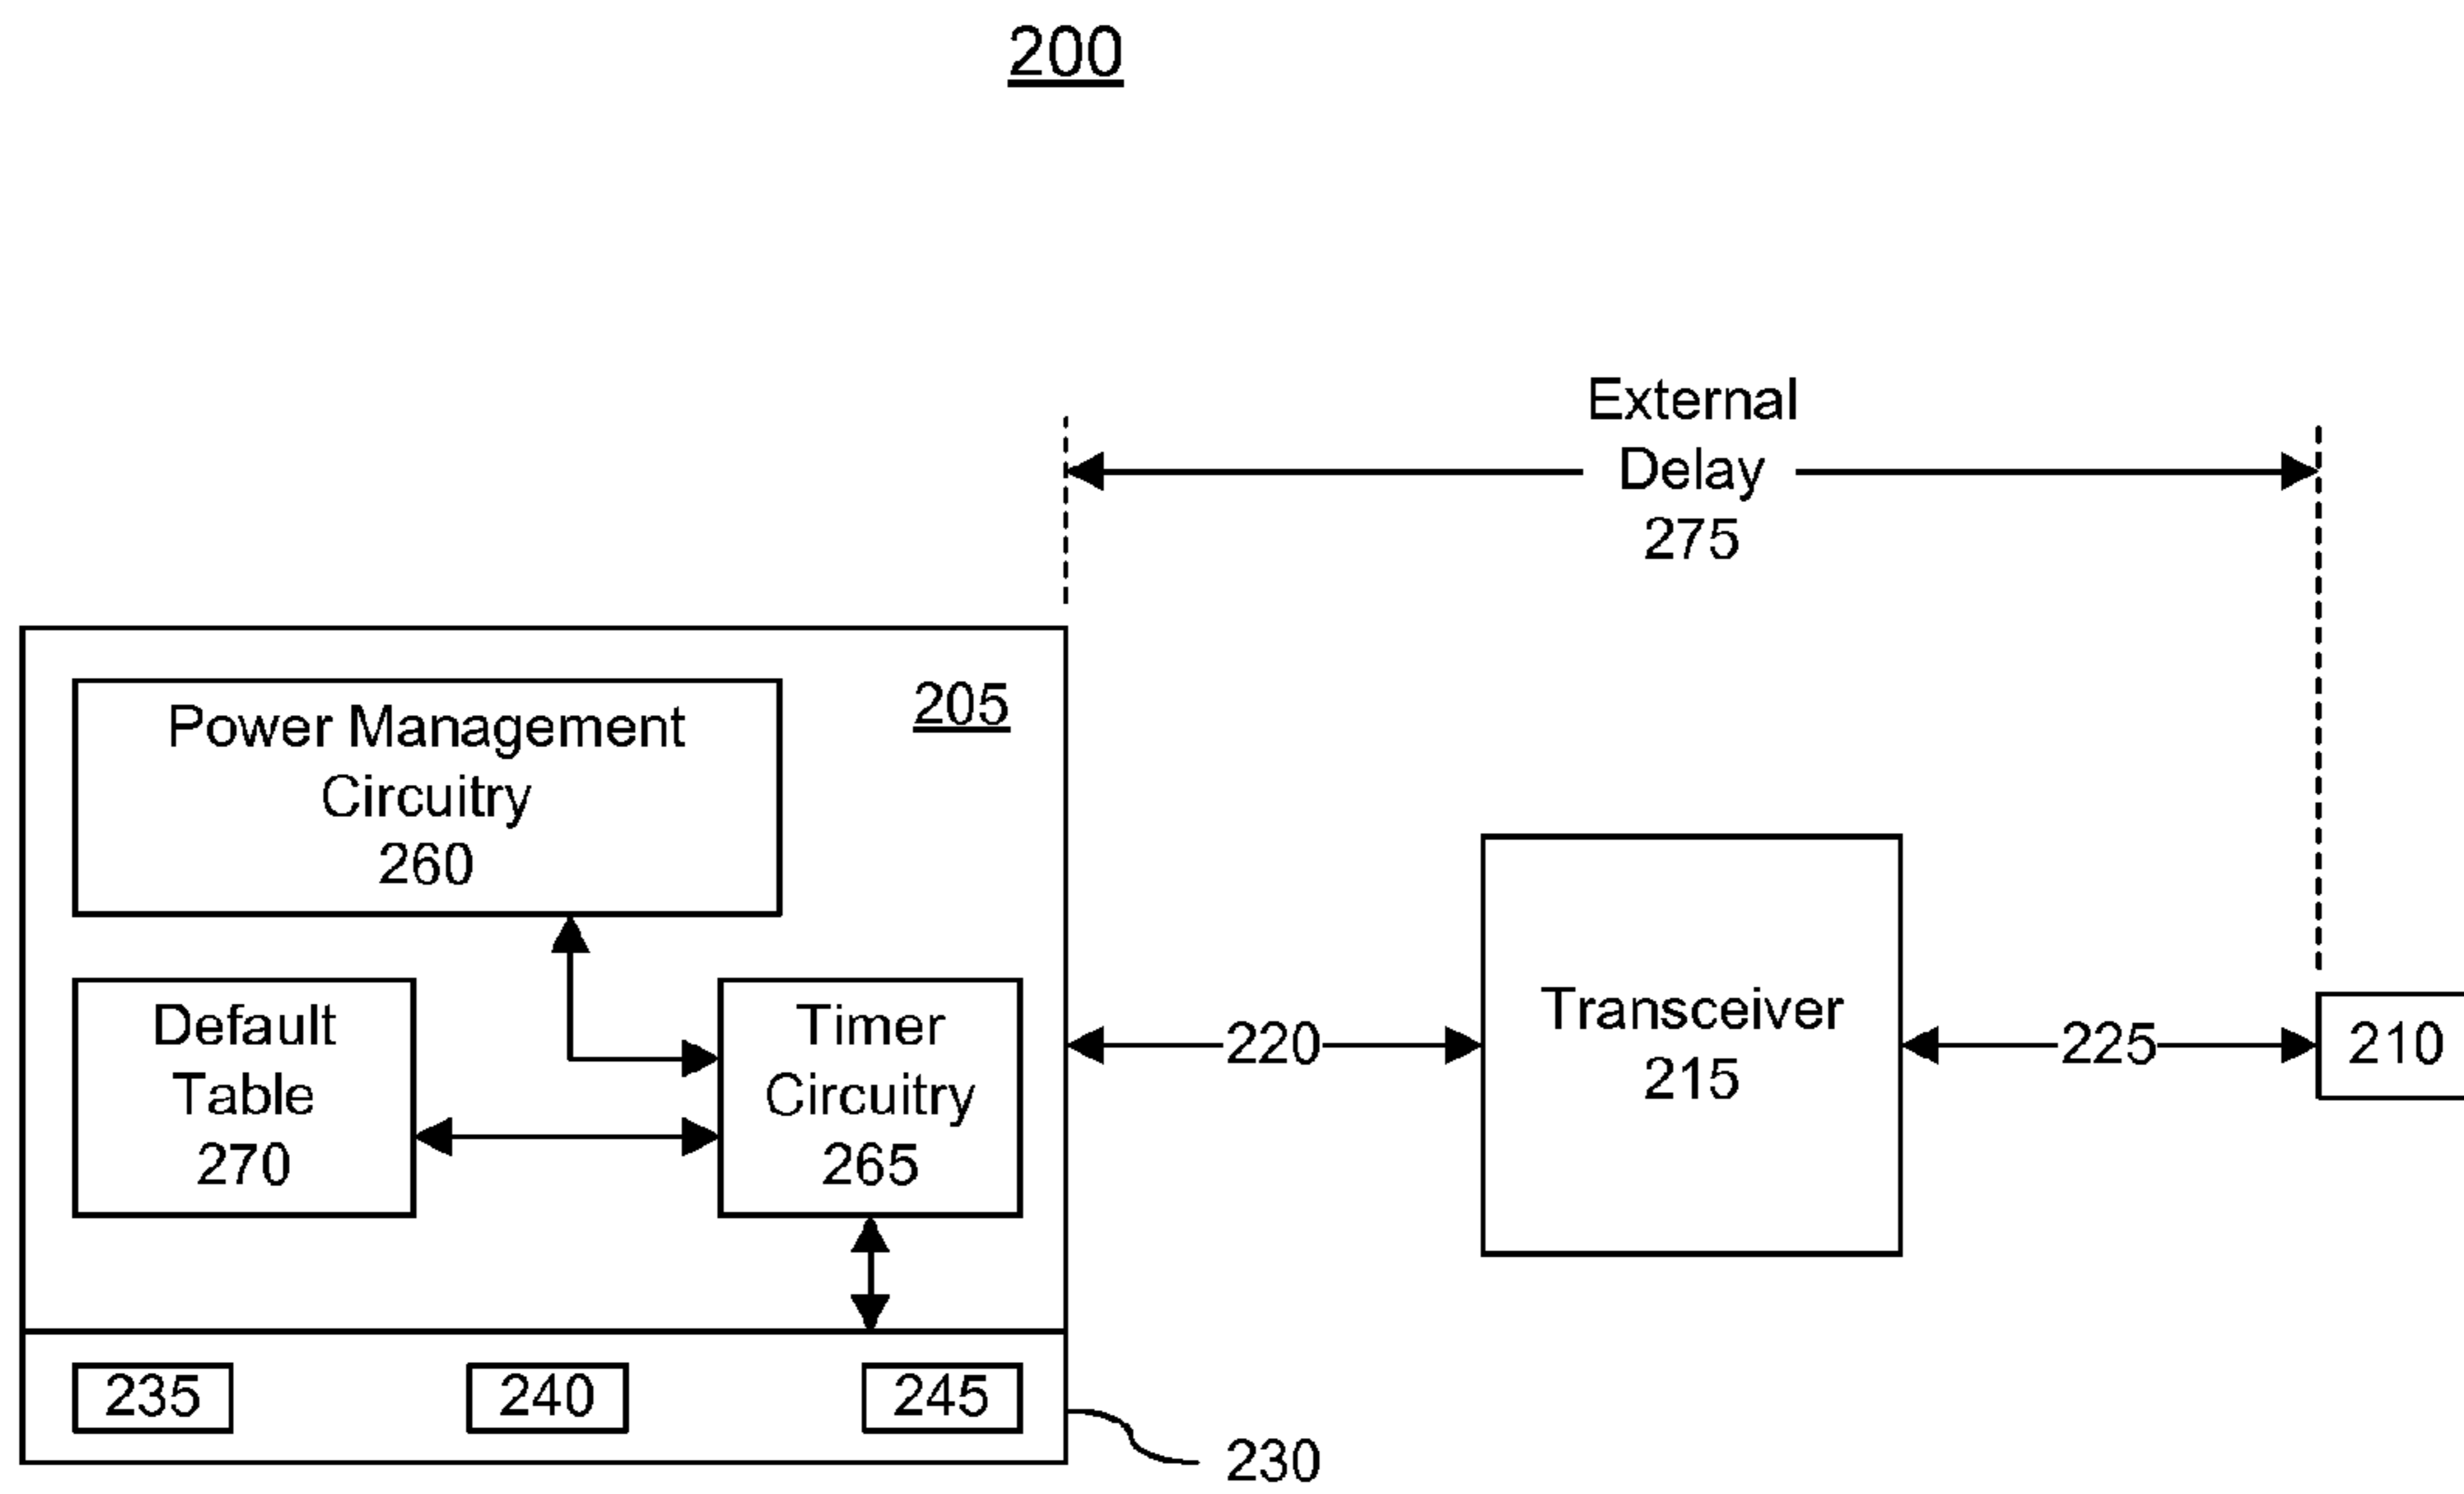 200
External
Delay
275
205
Power Management
Circuitry
260
Default
Table
270
Timer
Circuitry
265
220
Transceiver
215
225
210
235
240
245
230